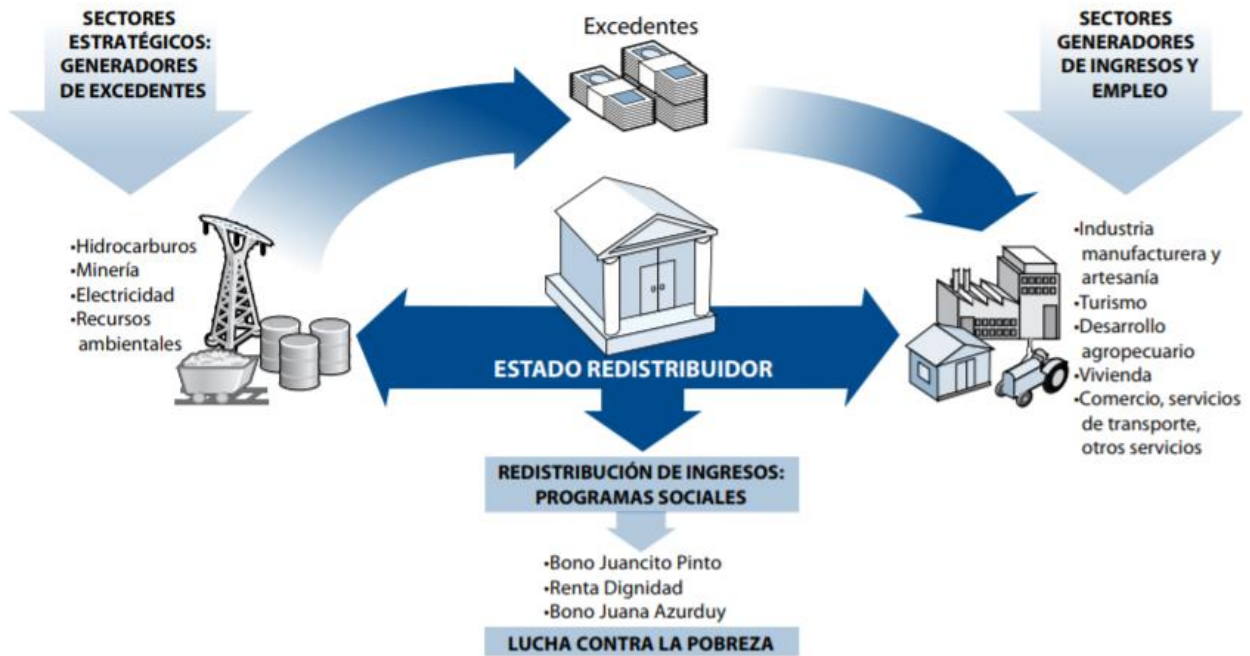 SECTORES
ESTRATÉGICOS:
GENERADORES
DE EXCEDENTES
Excedentes
SECTORES
GENERADORES
DE INGRESOS Y
EMPLEO
•Hidrocarburos
•Minería
•Electricidad
•Recursos
ambientales
•Industria
manufacturera y
artesanía
•Turismo
•Desarrollo
agropecuario
•Vivienda
•Comercio, servicios
de transporte,
otros servicios
ESTADO REDISTRIBUIDOR
REDISTRIBUCIÓN DE INGRESOS:
PROGRAMAS SOCIALES
•Bono Juancito Pinto
•Renta Dignidad
•Bono Juana Azurduy
LUCHA CONTRA LA POBREZA